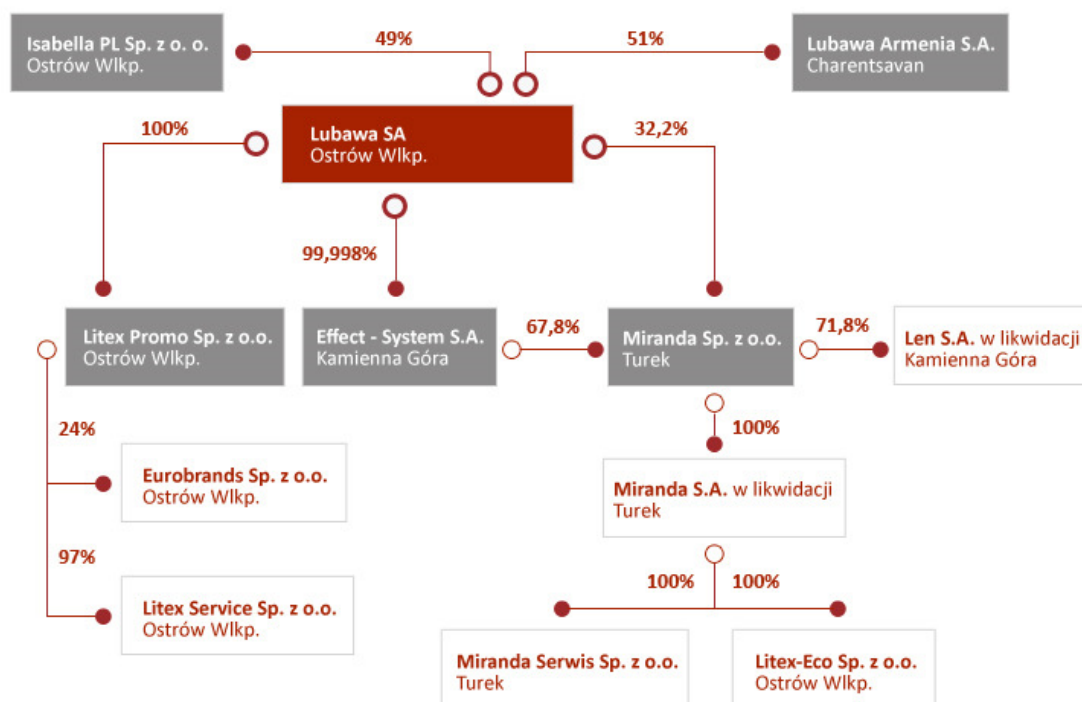 Isabella PL Sp. z o. o.
Ostrów Wlkp.
49%
51%
Lubawa Armenia S.A.
Charentsavan
100%
Lubawa SA
Ostrów Wlkp.
32,2%
99,998%
Litex Promo Sp. z o.o.
Ostrów Wlkp.
Effect - System S.A.
Kamienna Góra
67,8%
Miranda Sp. z o.o.
Turek
71,8%
Len S.A. w likwidacji
Kamienna Góra
24%
100%
Eurobrands Sp. z o.o.
Ostrów Wlkp.
Miranda S.A. w likwidacji
Turek
97%
100%
100%
Litex Service Sp. z o.o.
Ostrów Wlkp.
Miranda Serwis Sp. z o.o.
Turek
Litex-Eco Sp. z o.o.
Ostrów Wlkp.